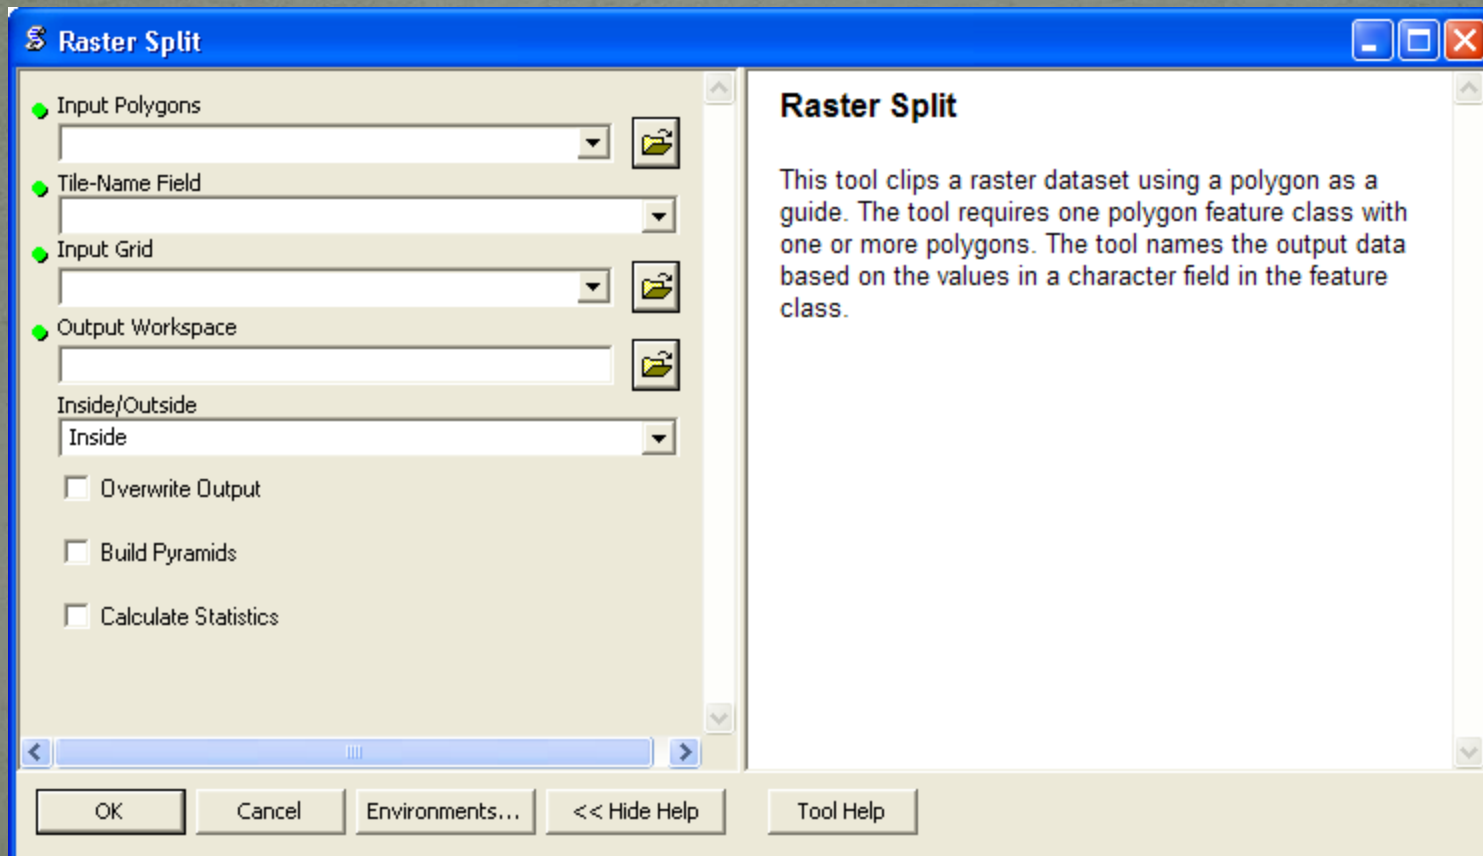 Raster Split
Input Polygons
Tile-Name Field
Input Grid
Output Workspace
Inside/Outside
Inside
Overwrite Output
Build Pyramids
Calculate Statistics
Raster Split
This tool clips a raster dataset using a polygon as a
guide. The tool requires one polygon feature class with
one or more polygons. The tool names the output data
based on the values in a character field in the feature
class.
OK Cancel Environments... << Hide Help Tool Help